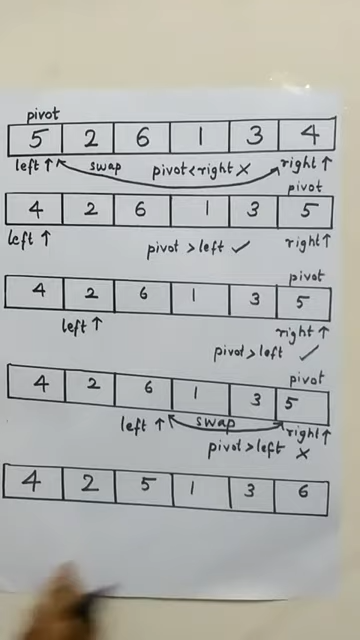 pivot
5 2 6 1 3 4
left ↑ swap pivot < right ✗ right ↑
pivot
4 2 6 1 3 5
left ↑ pivot > left ✓ right ↑
pivot
4 2 6 1 3 5
left ↑ right ↑
pivot > left ✓
pivot
4 2 6 1 3 5
left ↑ swap right ↑
pivot > left ✗
4 2 5 1 3 6